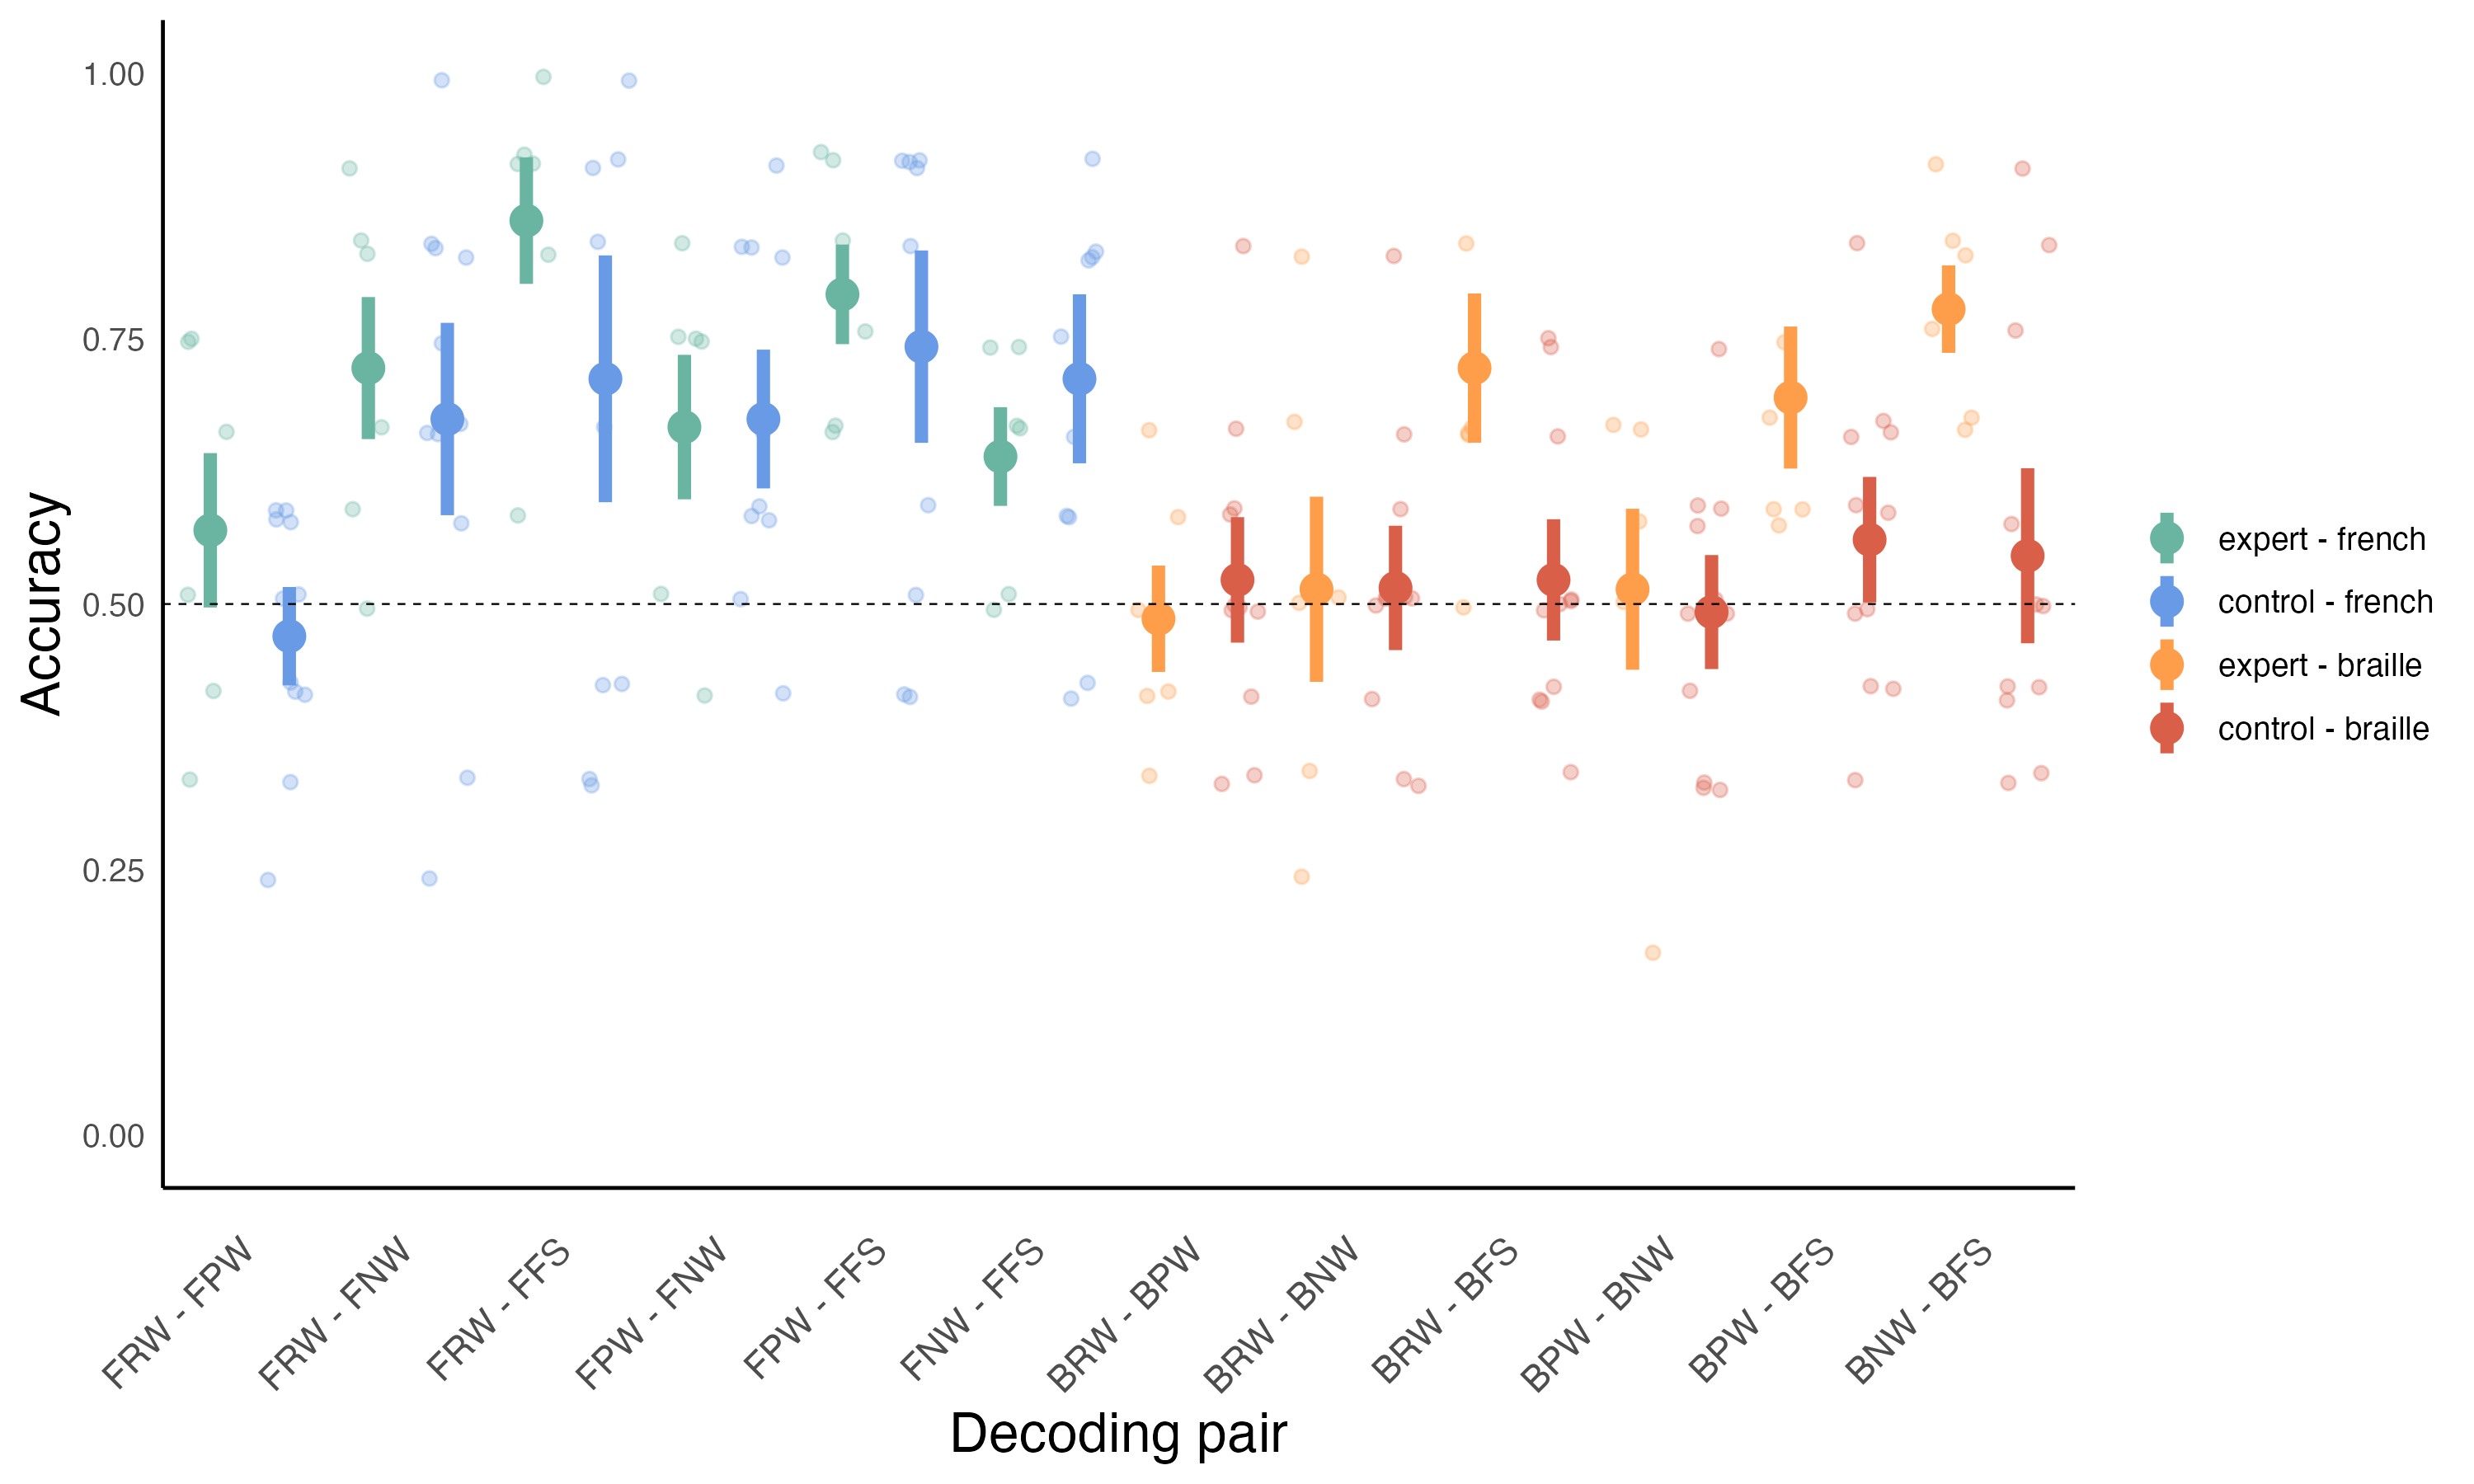 1.00
0.75
0.50
0.25
0.00
Accuracy
FRW - FPW
FRW - FNW
FRW - FFS
FPW - FNW
FPW - FFS
FNW - FFS
BRW - BPW
BRW - BNW
BRW - BFS
BPW - BNW
BPW - BFS
BNW - BFS
Decoding pair
expert - french
control - french
expert - braille
control - braille